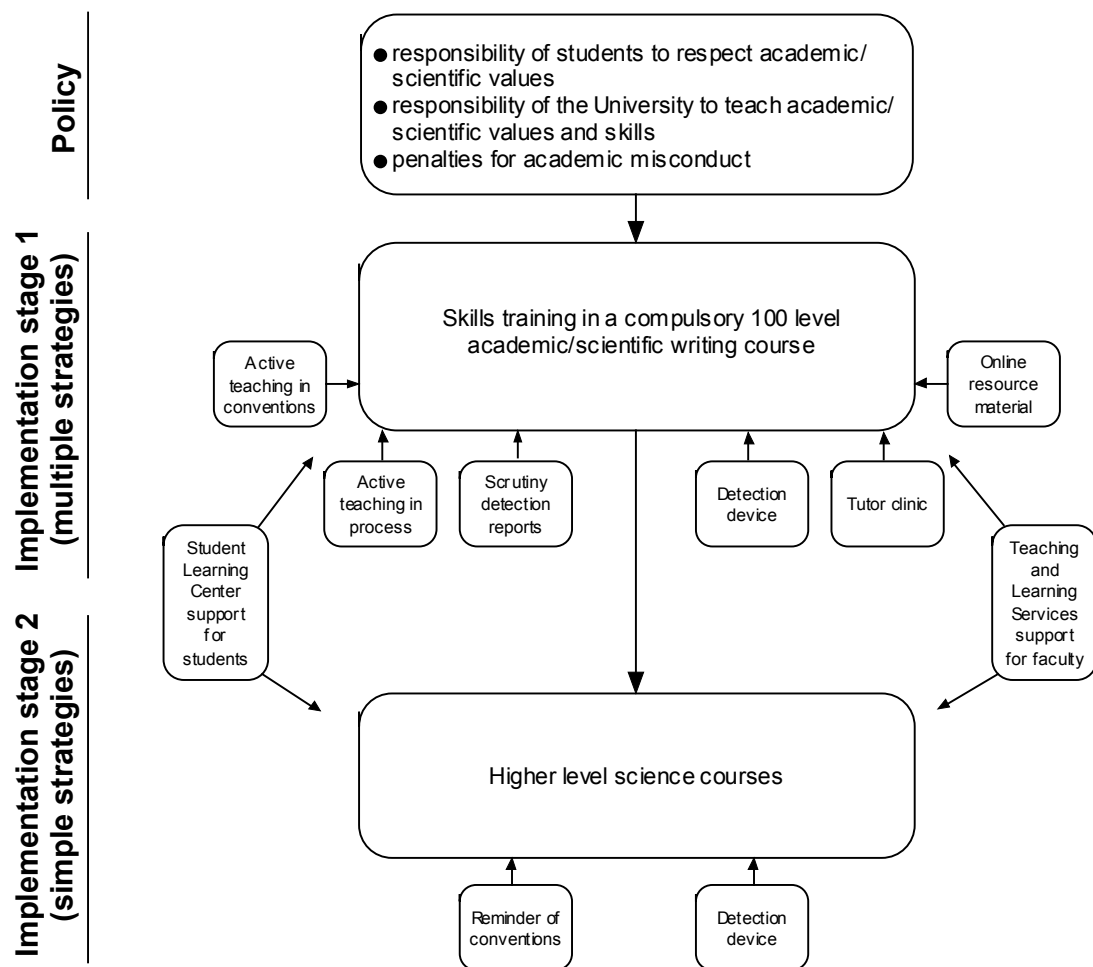 Policy
● responsibility of students to respect academic/
scientific values
● responsibility of the University to teach academic/
scientific values and skills
● penalties for academic misconduct
Implementation stage 1
(multiple strategies)
Skills training in a compulsory 100 level
academic/scientific writing course
Active
teaching in
conventions
Online
resource
material
Active
teaching in
process
Scrutiny
detection
reports
Detection
device
Tutor clinic
Student
Learning
Center
support
for
students
Teaching
and
Learning
Services
support
for faculty
Implementation stage 2
(simple strategies)
Higher level science courses
Reminder of
conventions
Detection
device